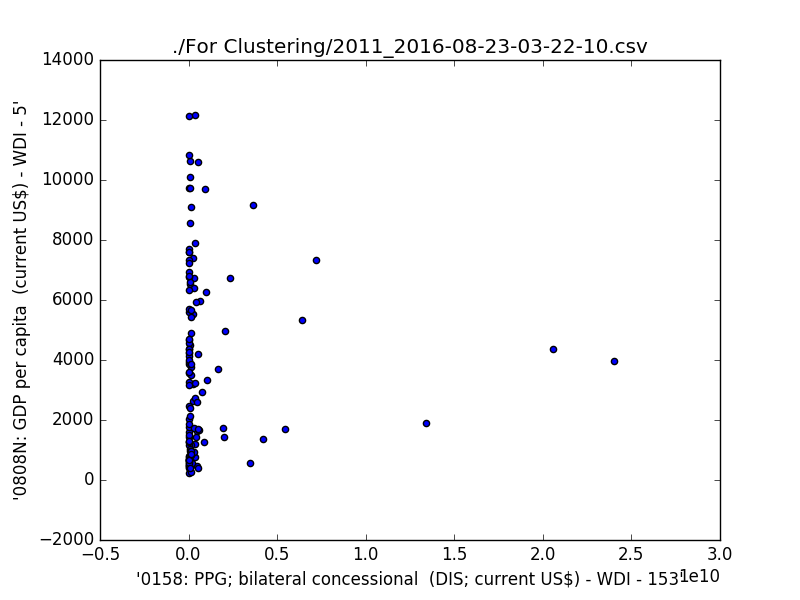 ./For Clustering/2011_2016-08-23-03-22-10.csv
14000
12000
10000
8000
6000
4000
2000
0
−2000
'0808N: GDP per capita  (current US$) - WDI - 5'
−0.5 0.0 0.5 1.0 1.5 2.0 2.5 3.0
1e10
'0158: PPG; bilateral concessional  (DIS; current US$) - WDI - 153'